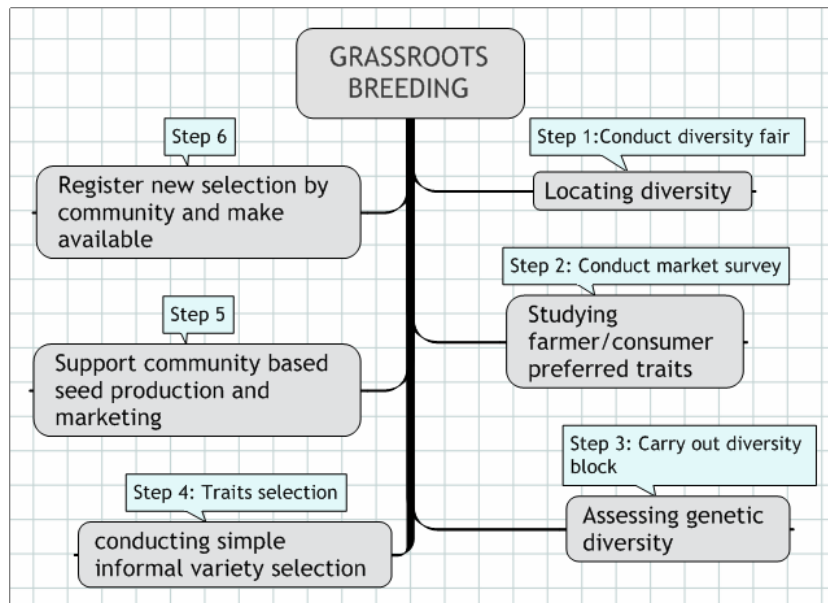 GRASSROOTS
BREEDING
Step 1:Conduct diversity fair
Locating diversity
Step 2: Conduct market survey
Studying
farmer/consumer
preferred traits
Step 3: Carry out diversity
block
Assessing genetic
diversity
Step 4: Traits selection
conducting simple
informal variety selection
Step 5
Support community based
seed production and
marketing
Step 6
Register new selection by
community and make
available